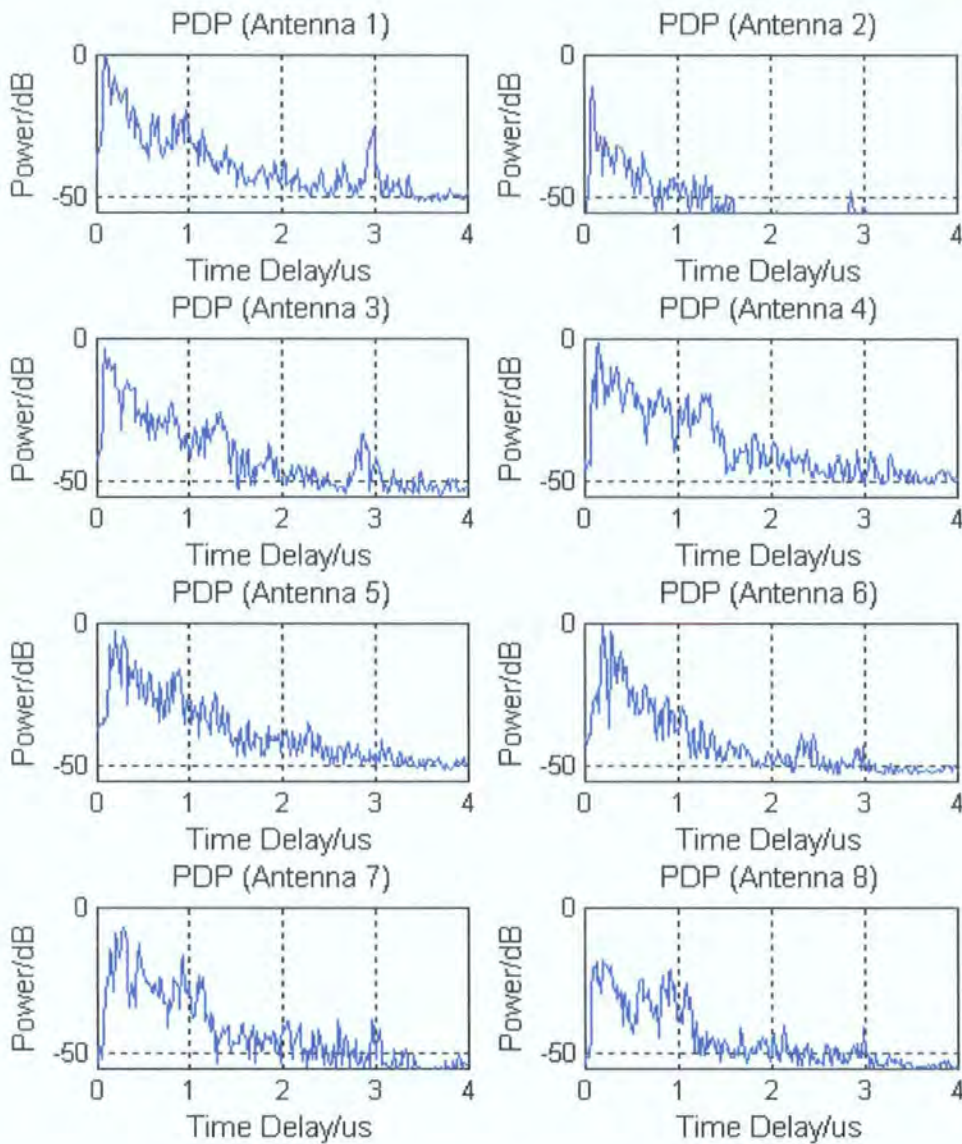 PDP (Antenna 1) PDP (Antenna 2)
0 0
Power/dB Power/dB
-50 -50
0 1 2 3 4 0 1 2 3 4
Time Delay/us Time Delay/us
PDP (Antenna 3) PDP (Antenna 4)
0 0
Power/dB Power/dB
-50 -50
0 1 2 3 4 0 1 2 3 4
Time Delay/us Time Delay/us
PDP (Antenna 5) PDP (Antenna 6)
0 0
Power/dB Power/dB
-50 -50
0 1 2 3 4 0 1 2 3 4
Time Delay/us Time Delay/us
PDP (Antenna 7) PDP (Antenna 8)
0 0
Power/dB Power/dB
-50 -50
0 1 2 3 4 0 1 2 3 4
Time Delay/us Time Delay/us